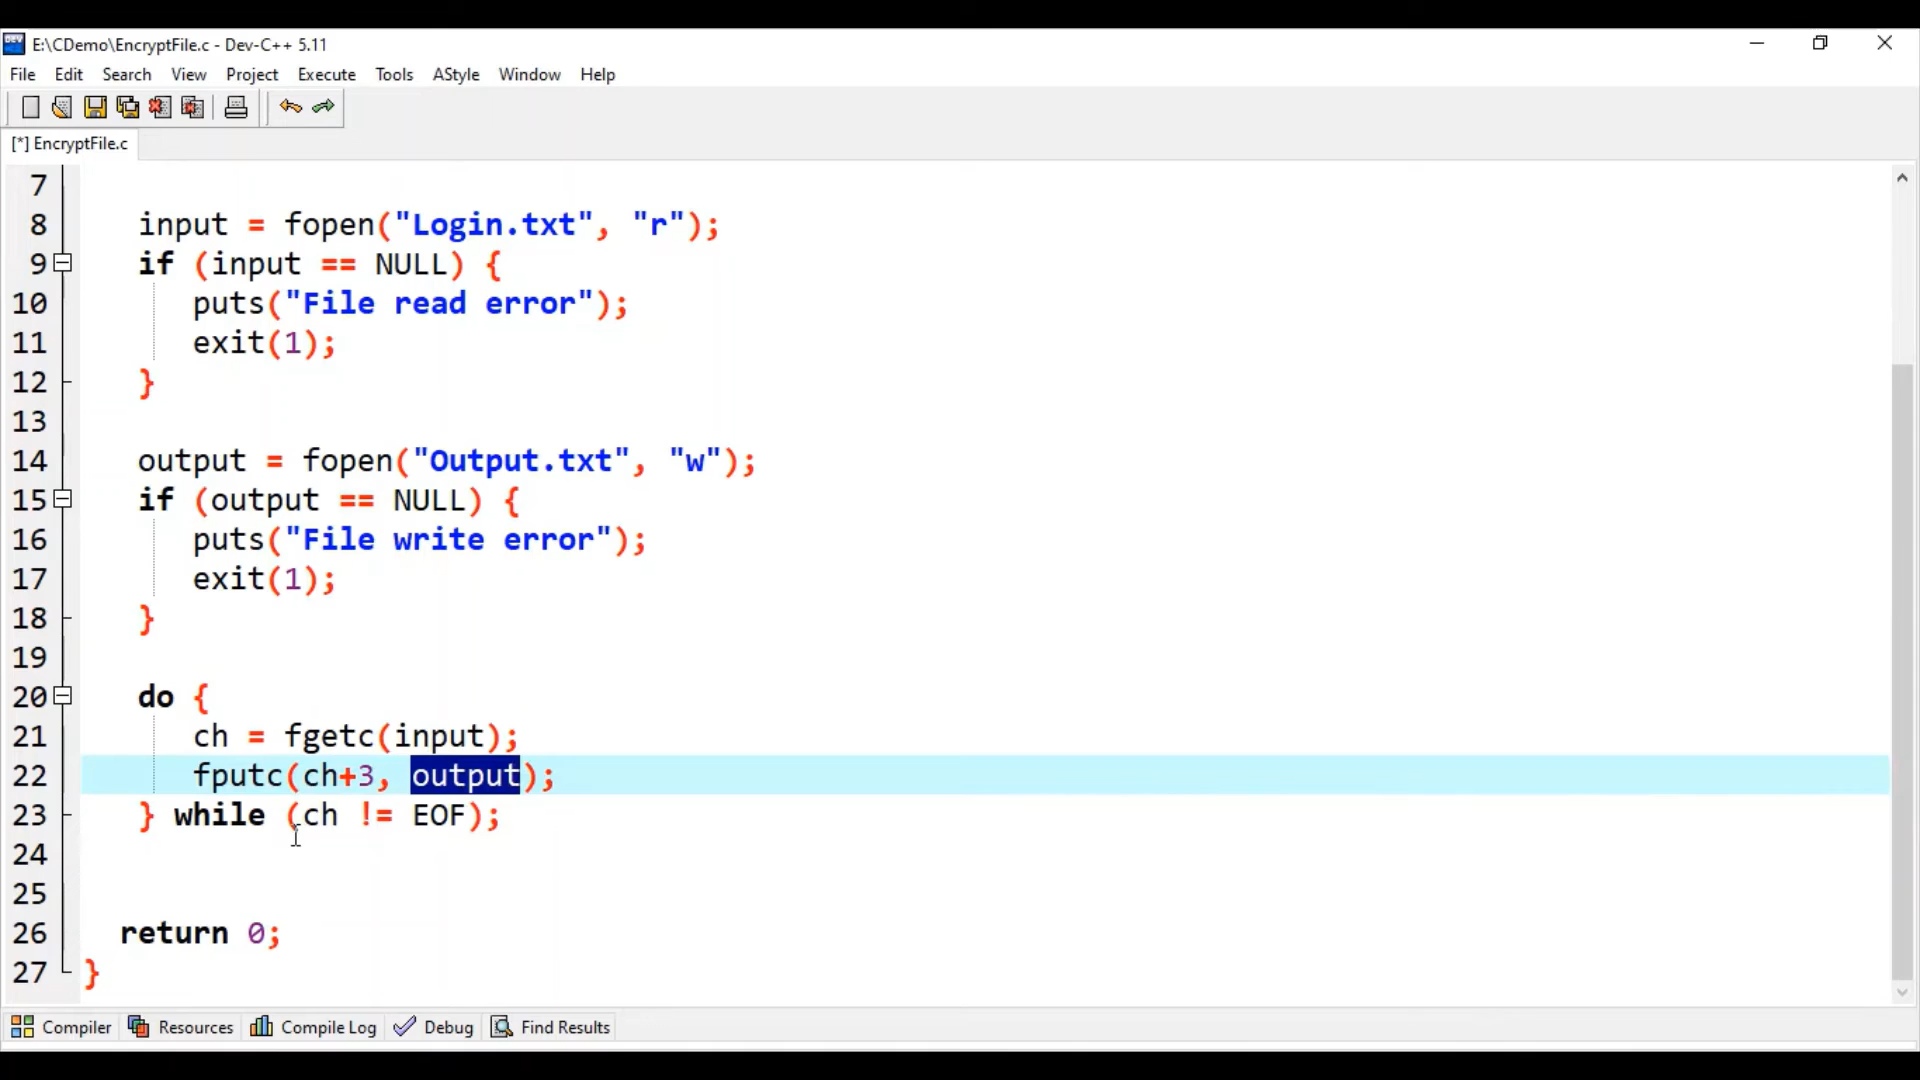 E:\CDemo\EncryptFile.c - Dev-C++ 5.11
File Edit Search View Project Execute Tools AStyle Window Help
[*] EncryptFile.c
7
8 input = fopen("Login.txt", "r");
9 if (input == NULL) {
10 puts("File read error");
11 exit(1);
12 }
13
14 output = fopen("Output.txt", "w");
15 if (output == NULL) {
16 puts("File write error");
17 exit(1);
18 }
19
20 do {
21 ch = fgetc(input);
22 fputc(ch+3, output);
23 } while (ch != EOF);
24
25
26 return 0;
27 }
Compiler Resources Compile Log Debug Find Results